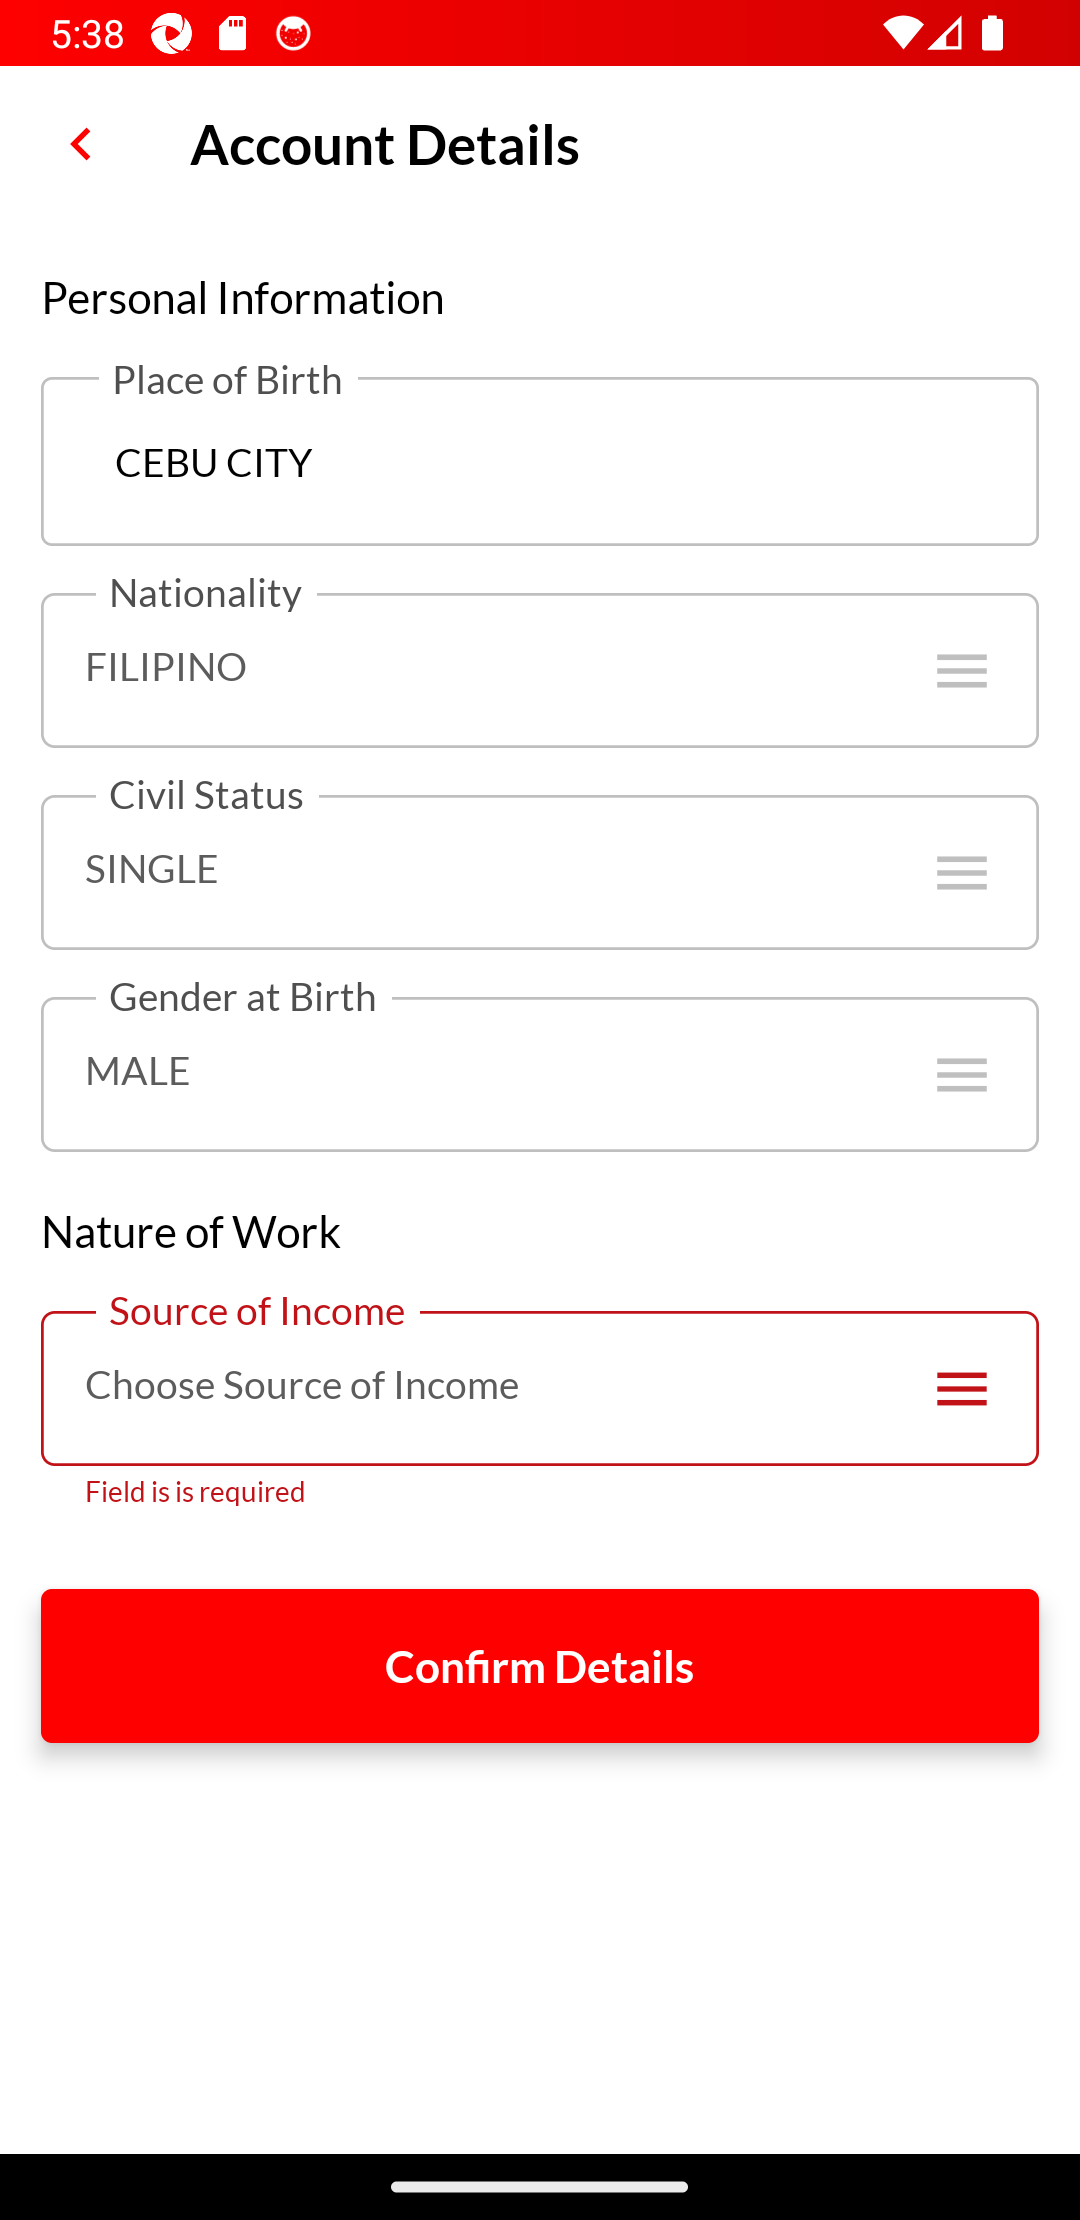 5:38
Account Details
Personal Information
Place of Birth
CEBU CITY
Nationality
FILIPINO
Civil Status
SINGLE
Gender at Birth
MALE
Nature of Work
Source of Income
Choose Source of Income
Field is is required
Confirm Details